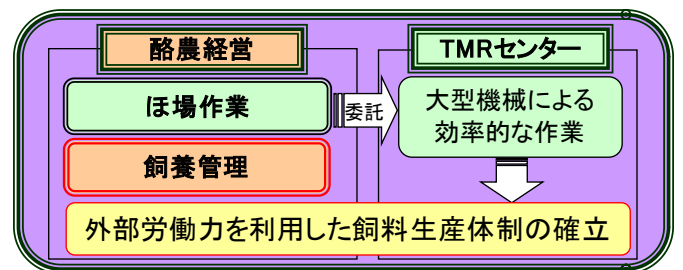 酪農経営
TMRセンター
ほ場作業
委託
大型機械による
効率的な作業
飼養管理
外部労働力を利用した飼料生産体制の確立